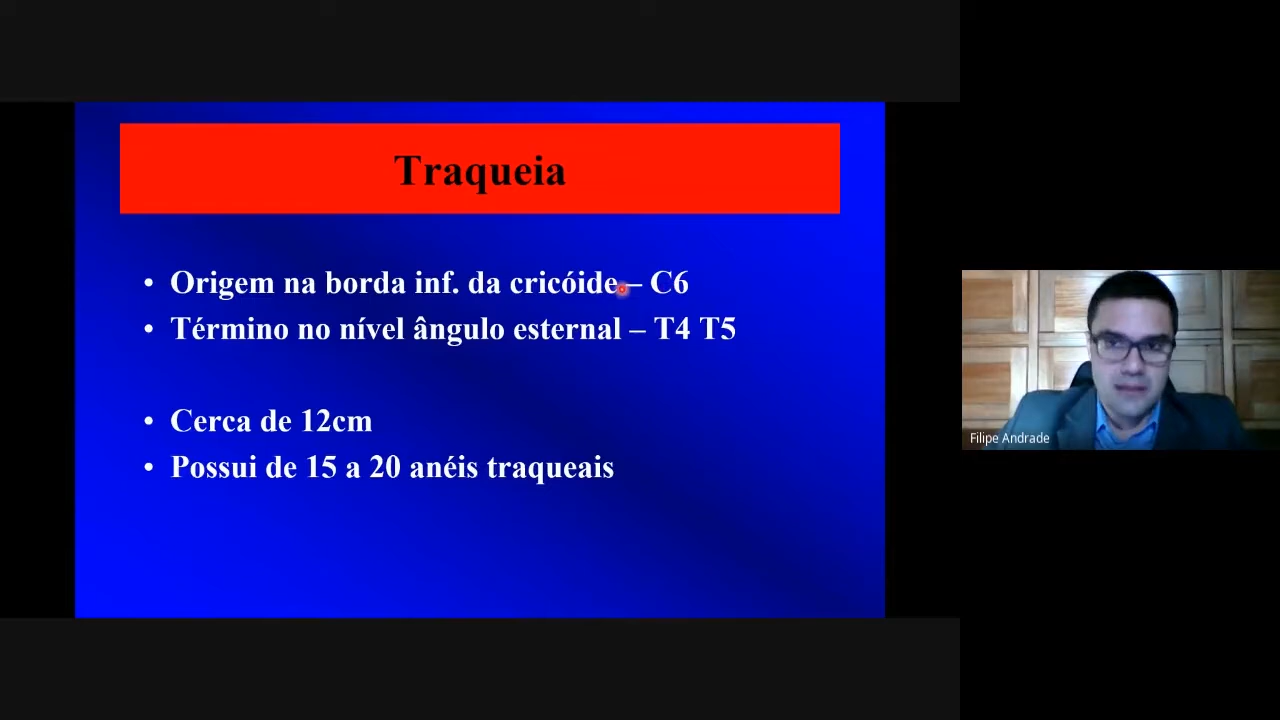 Traqueia
• Origem na borda inf. da cricóide – C6
• Término no nível ângulo esternal – T4 T5
• Cerca de 12cm
• Possui de 15 a 20 anéis traqueais
Filipe Andrade